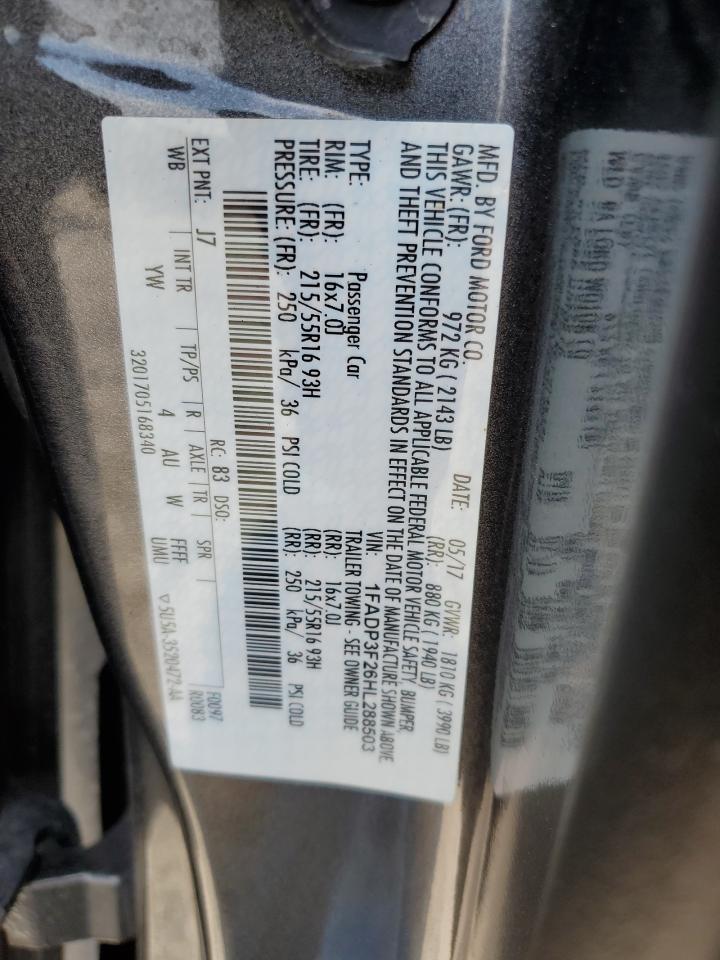 MFD. BY FORD MOTOR CO.
DATE: 05/17 GVWR: 1810 KG ( 3990 LB)
GAWR: (FR): 972 KG ( 2143 LB) (RR): 880 KG ( 1940 LB)
THIS VEHICLE CONFORMS TO ALL APPLICABLE FEDERAL MOTOR VEHICLE SAFETY, BUMPER,
AND THEFT PREVENTION STANDARDS IN EFFECT ON THE DATE OF MANUFACTURE SHOWN ABOVE.
VIN: 1FADP3F26HL288503
TYPE: Passenger Car TRAILER TOWING - SEE OWNER GUIDE
RIM: (FR): 16x7.0J (RR): 16x7.0J
TIRE: (FR): 215/55R16 93H (RR): 215/55R16 93H
PRESSURE: (FR): 250 kPa/ 36 PSI COLD (RR): 250 kPa/ 36 PSI COLD
EXT PNT: J7 RC: 83 DSO: F0097
WB INT TR TP/PS R AXLE TR SPR R0083
YW 4 AU W FFFF
3201705168340 UMU ▽5U5A-3520472-AA